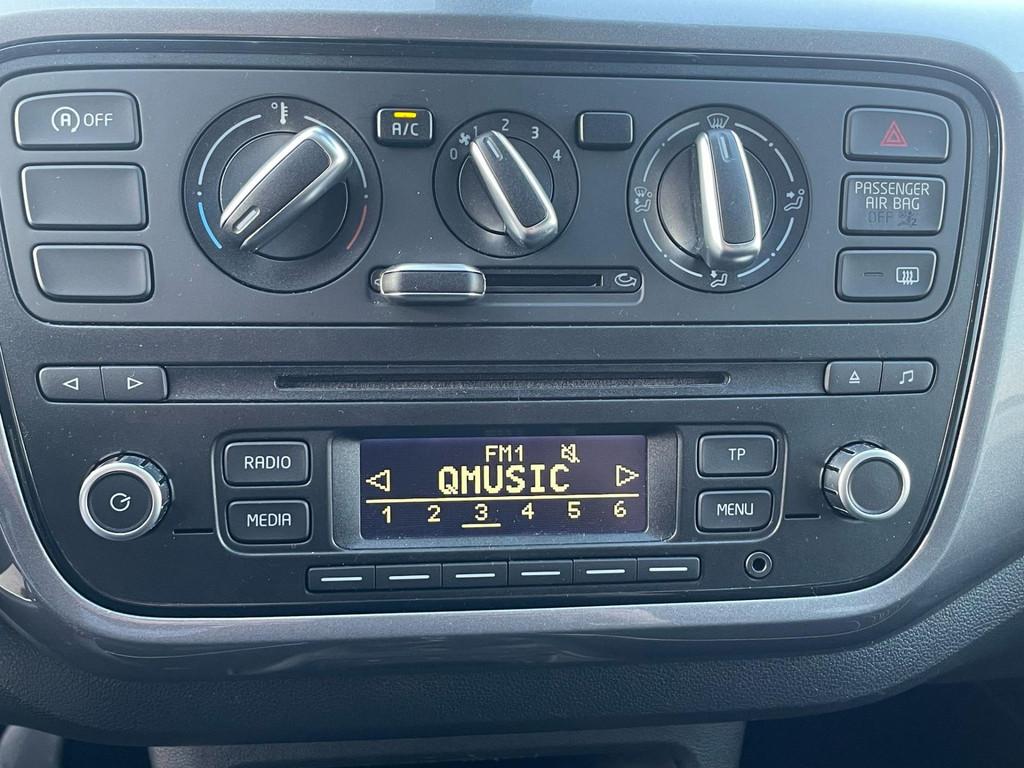 A OFF
A/C
0 1 2 3 4
PASSENGER
AIR BAG
OFF
RADIO
MEDIA
FM1
QMUSIC
1 2 3 4 5 6
TP
MENU